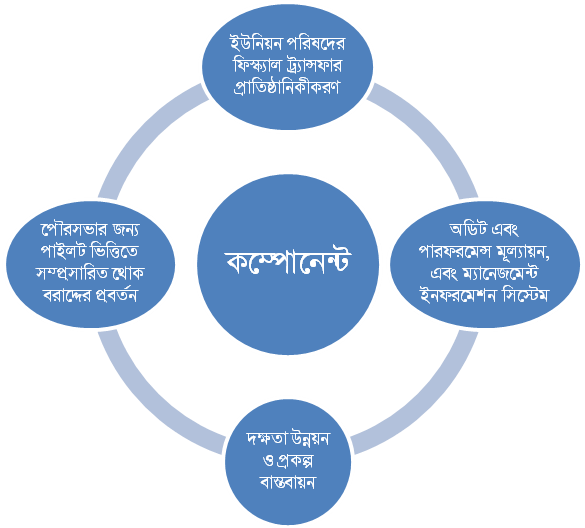 ইউনিয়ন পরিষদের
ফিস্ক্যাল ট্র্যান্সফার
প্রাতিষ্ঠানিকীকরণ
পৌরসভার জন্য
পাইলট ভিত্তিতে
সম্প্রসারিত থোক
বরাদ্দের প্রবর্তন
কম্পোনেন্ট
অডিট এবং
পারফরমেন্স মূল্যায়ন,
এবং ম্যানেজমেন্ট
ইনফরমেশন সিস্টেম
দক্ষতা উন্নয়ন
ও প্রকল্প
বাস্তবায়ন